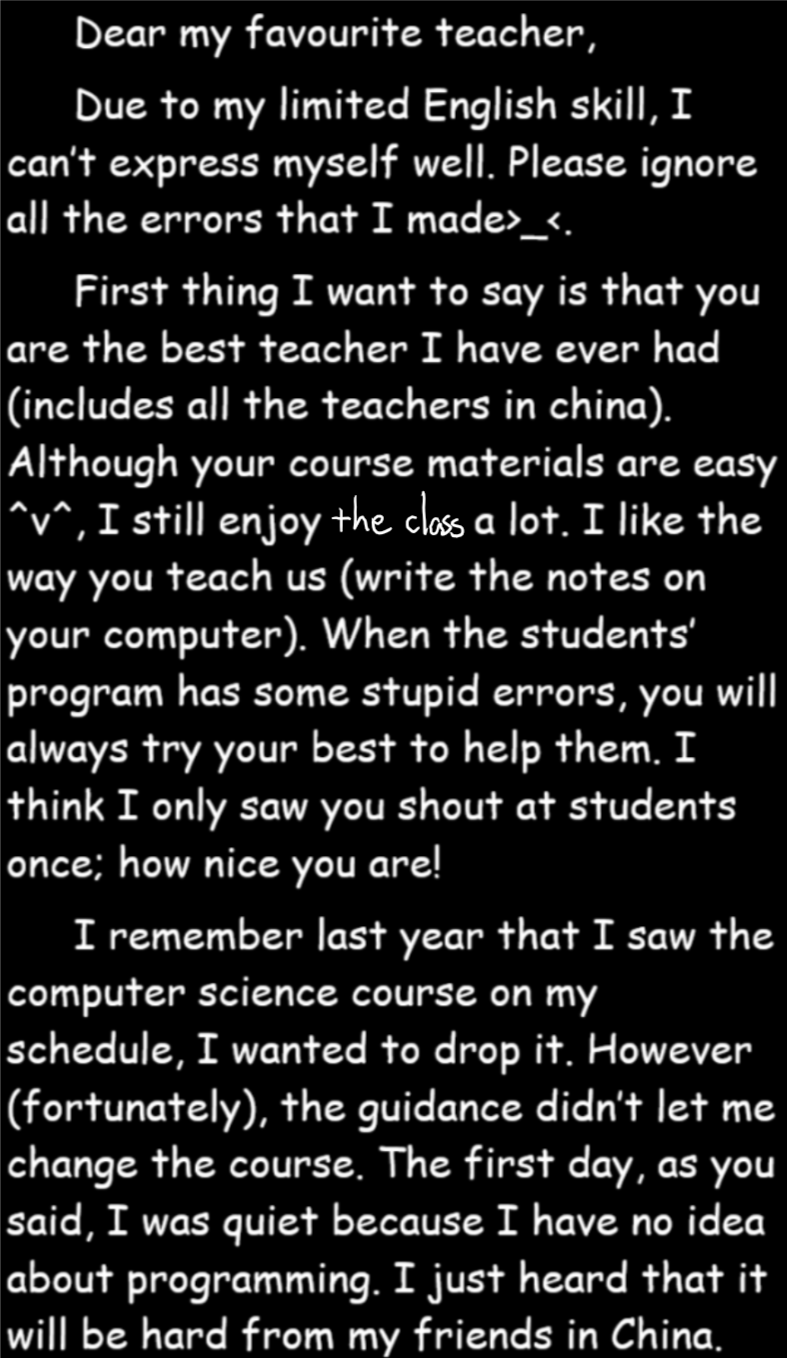 Dear my favourite teacher,
Due to my limited English skill, I
can't express myself well. Please ignore
all the errors that I made>_<.
First thing I want to say is that you
are the best teacher I have ever had
(includes all the teachers in china).
Although your course materials are easy
^v^, I still enjoy the class a lot. I like the
way you teach us (write the notes on
your computer). When the students'
program has some stupid errors, you will
always try your best to help them. I
think I only saw you shout at students
once; how nice you are!
I remember last year that I saw the
computer science course on my
schedule, I wanted to drop it. However
(fortunately), the guidance didn't let me
change the course. The first day, as you
said, I was quiet because I have no idea
about programming. I just heard that it
will be hard from my friends in China.